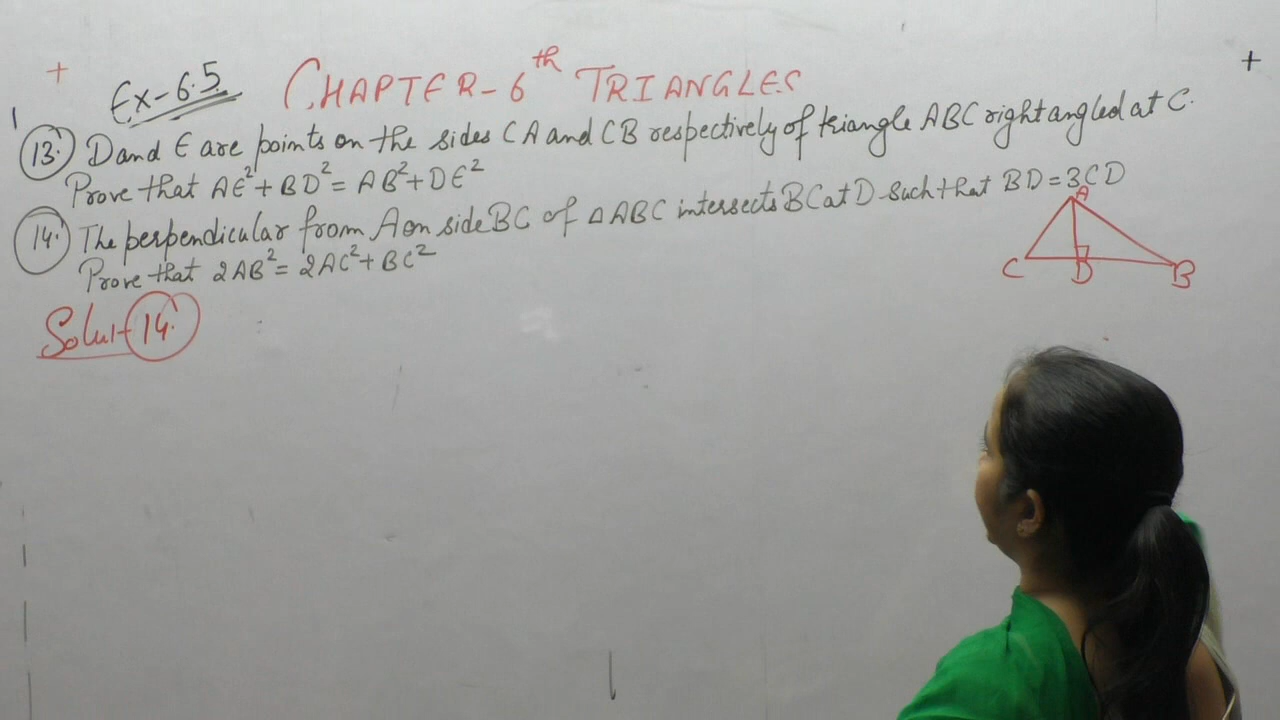 Ex-6.5 CHAPTER-6th TRIANGLES
13. D and E are points on the sides CA and CB respectively of triangle ABC right angled at C.
Prove that AE² + BD² = AB² + DE²
14. The perpendicular from A on side BC of △ABC intersects BC at D such that BD = 3CD
Prove that 2AB² = 2AC² + BC²
A
C D B
Solut 14.